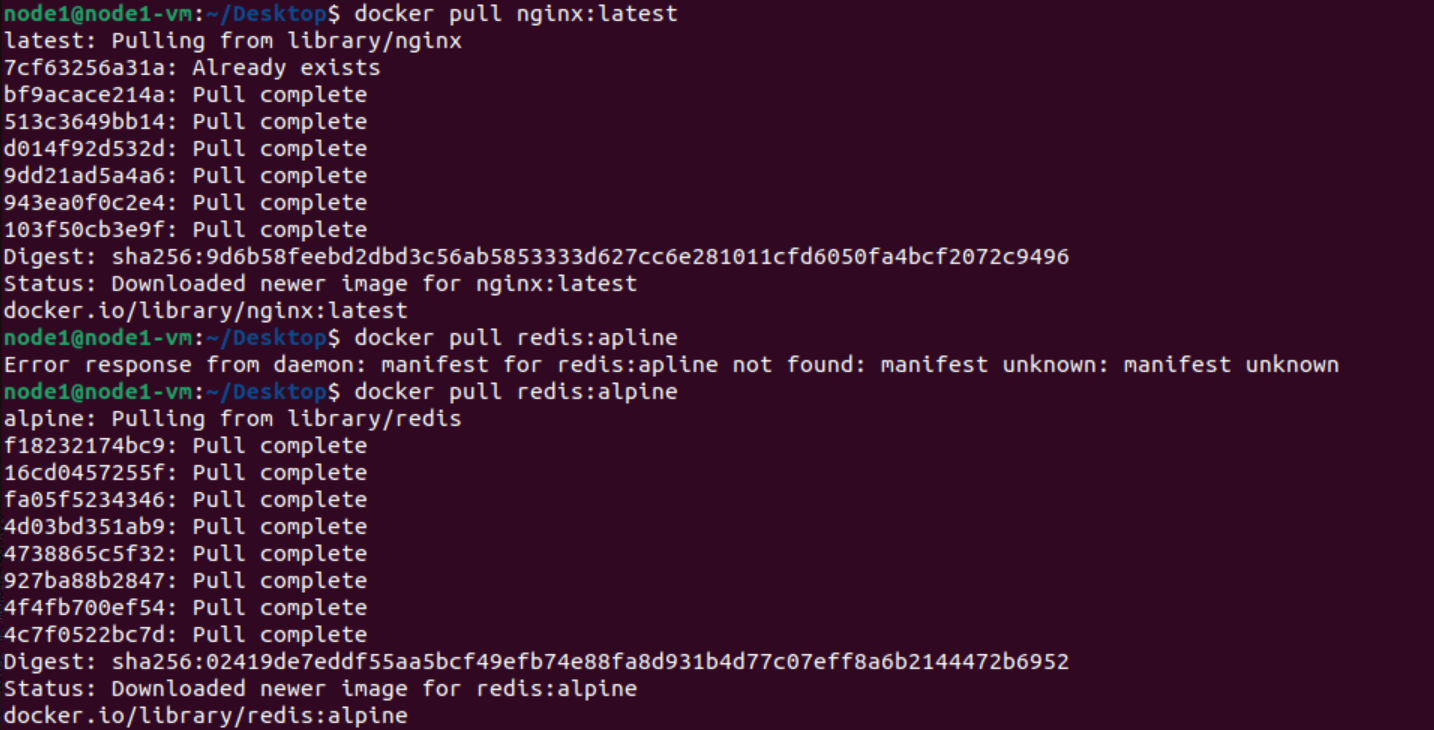 node1@node1-vm:~/Desktop$ docker pull nginx:latest
latest: Pulling from library/nginx
7cf63256a31a: Already exists
bf9acace214a: Pull complete
513c3649bb14: Pull complete
d014f92d532d: Pull complete
9dd21ad5a4a6: Pull complete
943ea0f0c2e4: Pull complete
103f50cb3e9f: Pull complete
Digest: sha256:9d6b58feebd2dbd3c56ab5853333d627cc6e281011cfd6050fa4bcf2072c9496
Status: Downloaded newer image for nginx:latest
docker.io/library/nginx:latest
node1@node1-vm:~/Desktop$ docker pull redis:apline
Error response from daemon: manifest for redis:apline not found: manifest unknown: manifest unknown
node1@node1-vm:~/Desktop$ docker pull redis:alpine
alpine: Pulling from library/redis
f18232174bc9: Pull complete
16cd0457255f: Pull complete
fa05f5234346: Pull complete
4d03bd351ab9: Pull complete
4738865c5f32: Pull complete
927ba88b2847: Pull complete
4f4fb700ef54: Pull complete
4c7f0522bc7d: Pull complete
Digest: sha256:02419de7eddf55aa5bcf49efb74e88fa8d931b4d77c07eff8a6b2144472b6952
Status: Downloaded newer image for redis:alpine
docker.io/library/redis:alpine